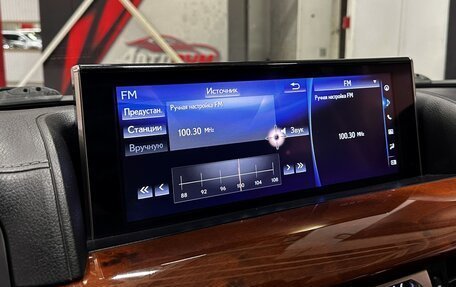 FM
Источник
FM
Предустан.
Ручная настройка FM
Ручная настройка FM
Станции
100.30 MHz
Звук
100.30 MHz
Вручную
88 92 96 100 104 108